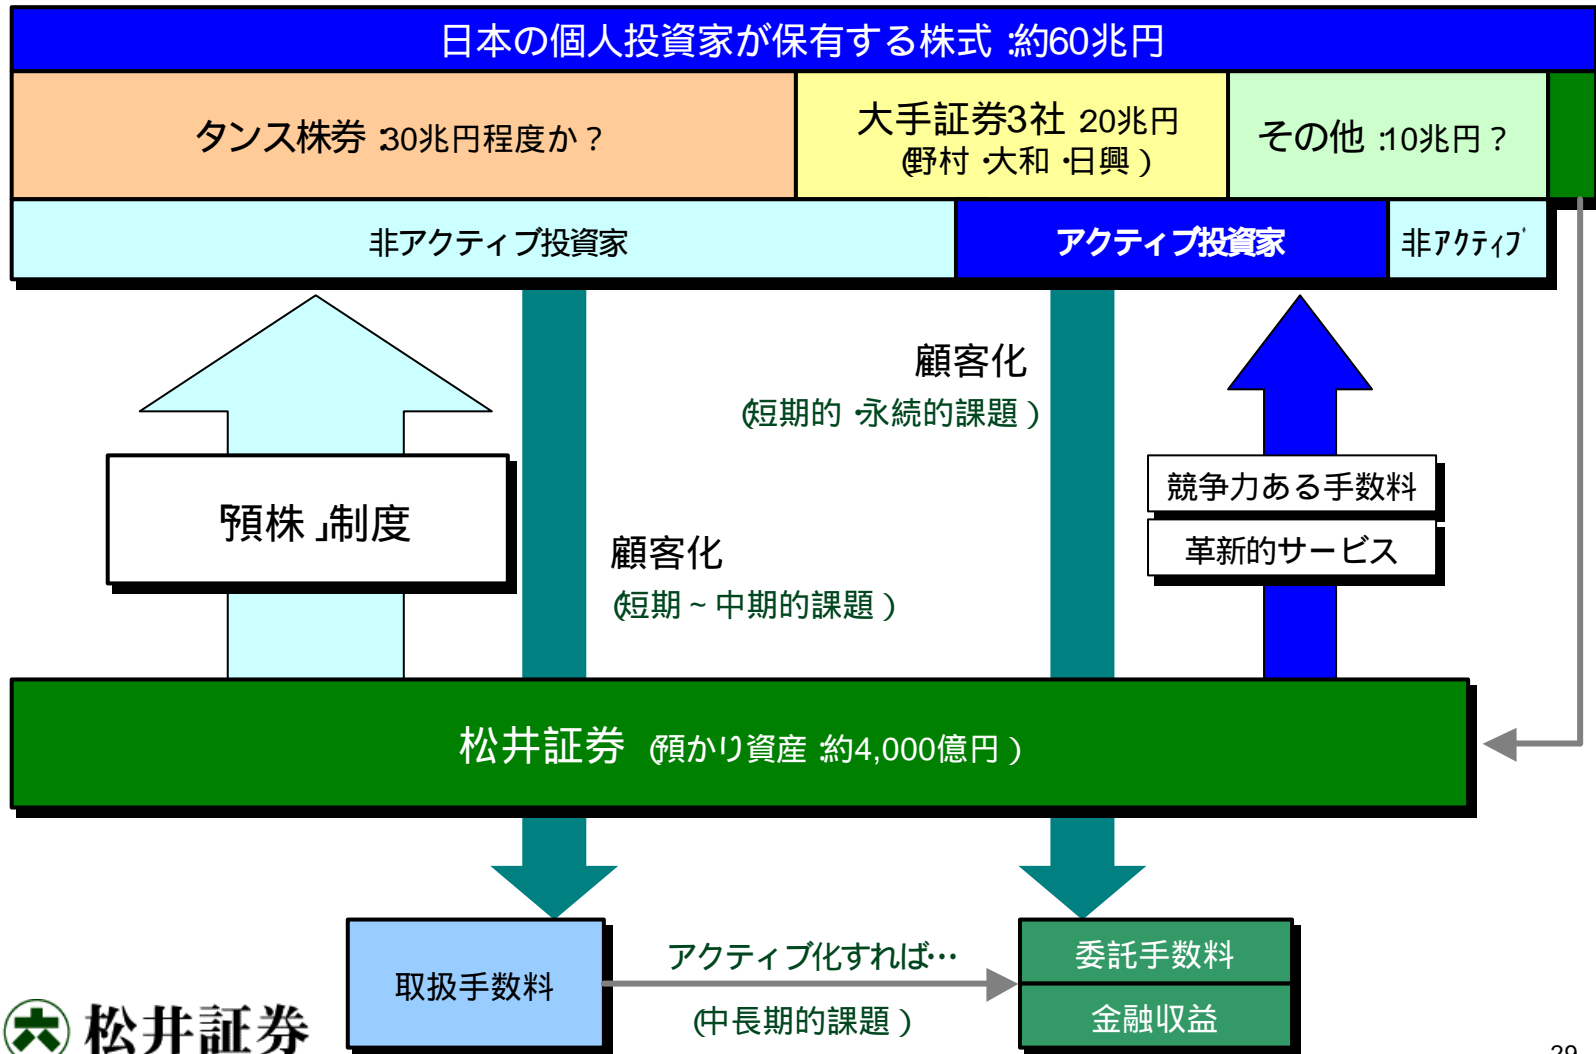 日本の個人投資家が保有する株式：約60兆円
タンス株券：30兆円程度か？
大手証券3社 20兆円
（野村・大和・日興）
その他：10兆円？
非アクティブ投資家
アクティブ投資家
非ｱｸﾃｨﾌﾞ
顧客化
（短期的・永続的課題）
競争力ある手数料
「預株」制度
革新的サービス
顧客化
（短期~中期的課題）
松井証券（預かり資産：約4,000億円）
取扱手数料
アクティブ化すれば…
（中長期的課題）
委託手数料
金融収益
松井証券
29